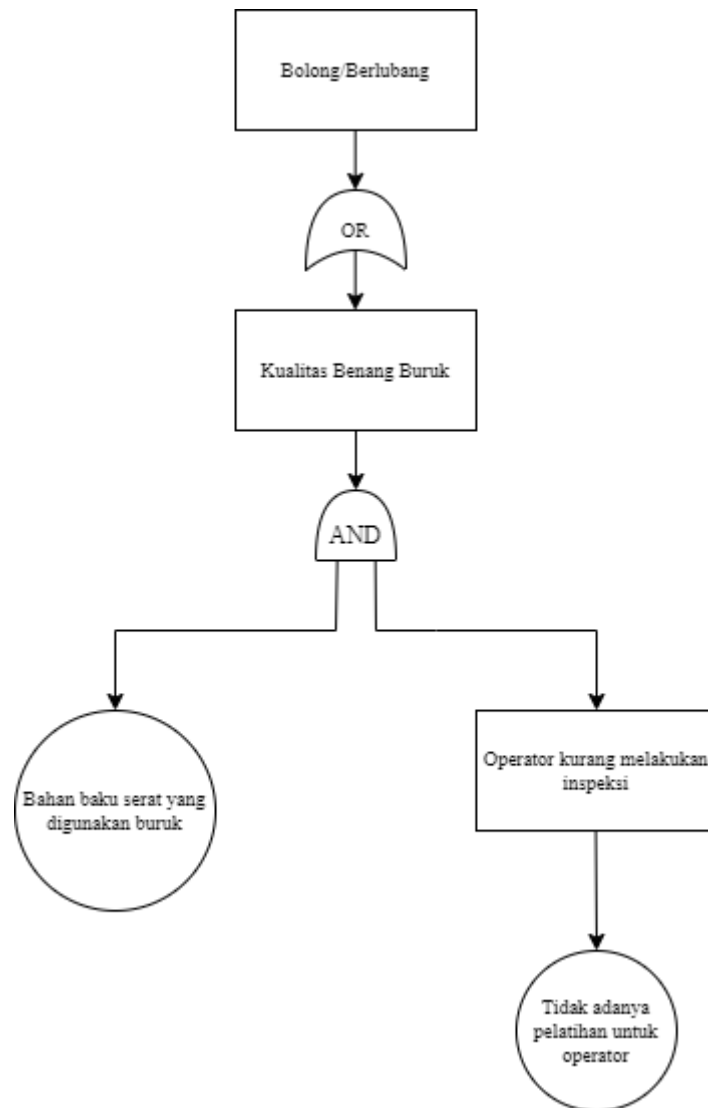 Bolong/Berlubang
OR
Kualitas Benang Buruk
AND
Bahan baku serat yang
digunakan buruk
Operator kurang melakukan
inspeksi
Tidak adanya
pelatihan untuk
operator